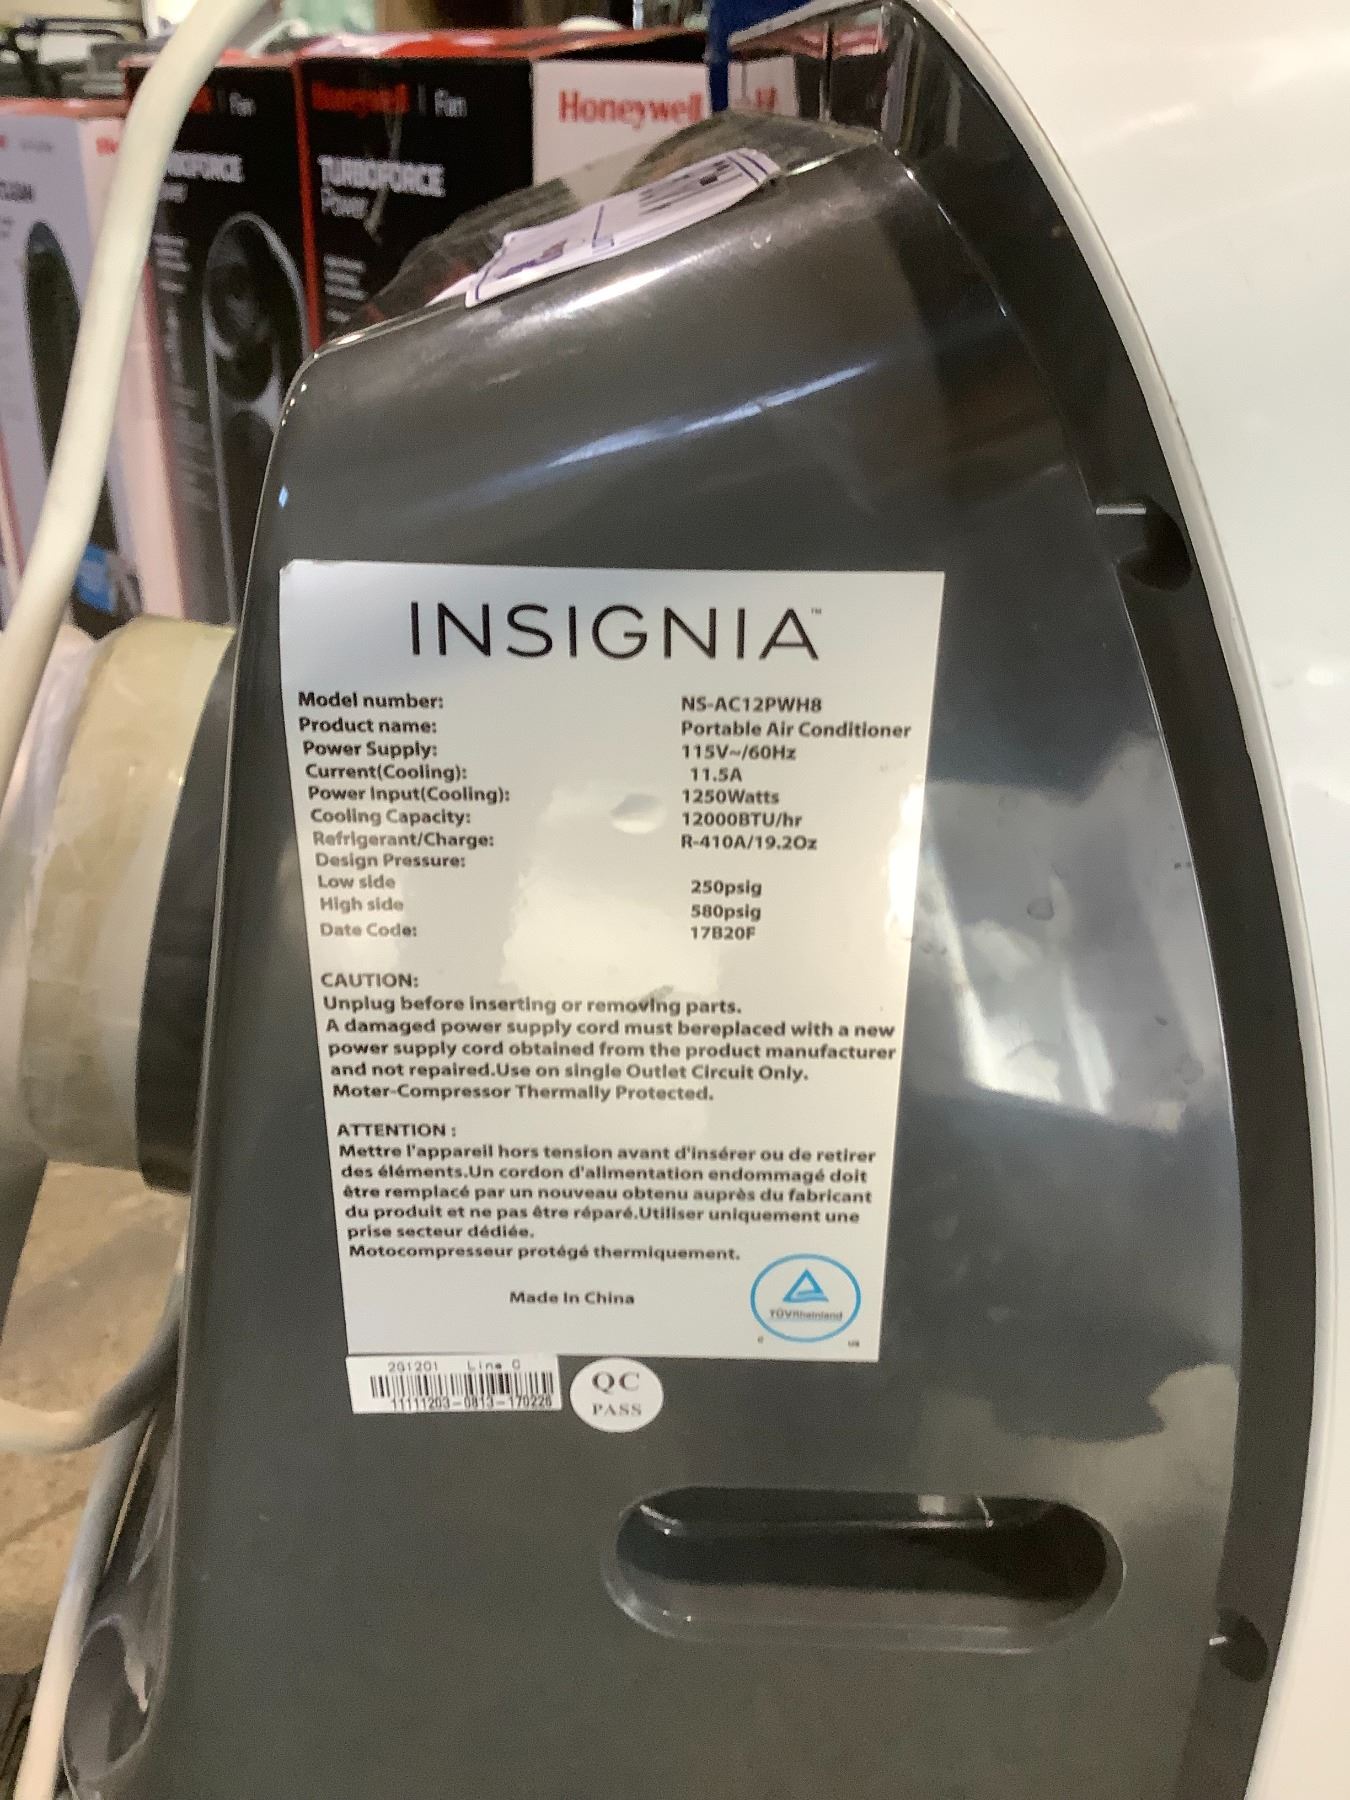 Fan
Honeywell | Fan
Honeywell
TURBOFORCE
TURBOFORCE
Power
INSIGNIA™
Model number: NS-AC12PWH8
Product name: Portable Air Conditioner
Power Supply: 115V~/60Hz
Current(Cooling): 11.5A
Power Input(Cooling): 1250Watts
Cooling Capacity: 12000BTU/hr
Refrigerant/Charge: R-410A/19.2Oz
Design Pressure:
Low side 250psig
High side 580psig
Date Code: 17B20F
CAUTION:
Unplug before inserting or removing parts.
A damaged power supply cord must bereplaced with a new
power supply cord obtained from the product manufacturer
and not repaired.Use on single Outlet Circuit Only.
Moter-Compressor Thermally Protected.
ATTENTION :
Mettre l'appareil hors tension avant d'insérer ou de retirer
des éléments.Un cordon d'alimentation endommagé doit
être remplacé par un nouveau obtenu auprès du fabricant
du produit et ne pas être réparé.Utiliser uniquement une
prise secteur dédiée.
Motocompresseur protégé thermiquement.
Made In China
TÜVRheinland
c us
201201 Line C
11111203-0813-170226
QC
PASS